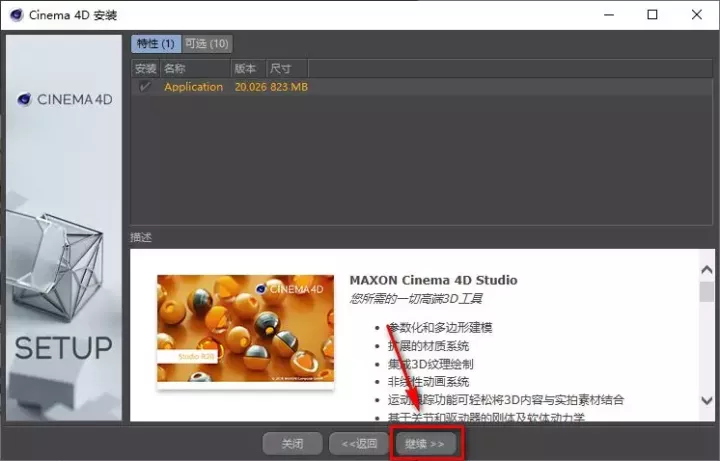 Cinema 4D 安装
特性 (1) 可选 (10)
安装 名称 版本 尺寸
Application 20.026 823 MB
CINEMA 4D
SETUP
描述
CINEMA 4D
Studio R20
MAXON Cinema 4D Studio
您所需的一切高端3D工具
参数化和多边形建模
扩展的材质系统
集成3D纹理绘制
非线性动画系统
运动跟踪功能可轻松将3D内容与实拍素材结合
基于关节和驱动器的刚体及软体动力学
关闭 <<返回 继续 >>